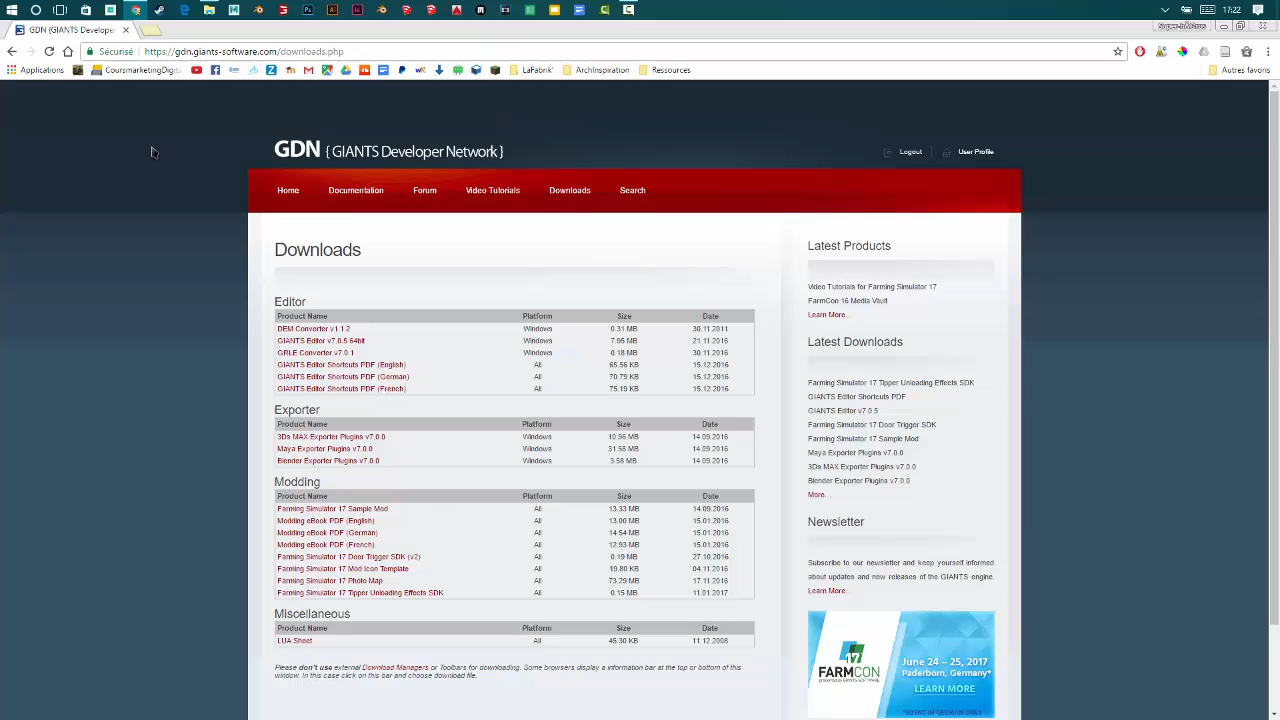 17:22
GDN (GIANTS Develope
Super-InArtros
Sécurisé
https://gdn.giants-software.com/downloads.php
Applications
CoursmarketingDigita
LaFabrik'
ArchInspiration
Ressources
Autres favoris
GDN { GIANTS Developer Network }
Logout
User Profile
Home
Documentation
Forum
Video Tutorials
Downloads
Search
Downloads
Editor
Product Name Platform Size Date
DEM Converter v1.1.2 Windows 0.31 MB 30.11.2011
GIANTS Editor v7.0.5 64bit Windows 7.95 MB 21.11.2016
GRLE Converter v7.0.1 Windows 0.18 MB 30.11.2016
GIANTS Editor Shortcuts PDF (English) All 65.56 KB 15.12.2016
GIANTS Editor Shortcuts PDF (German) All 70.79 KB 15.12.2016
GIANTS Editor Shortcuts PDF (French) All 75.19 KB 15.12.2016
Exporter
Product Name Platform Size Date
3Ds MAX Exporter Plugins v7.0.0 Windows 10.96 MB 14.09.2016
Maya Exporter Plugins v7.0.0 Windows 31.58 MB 14.09.2016
Blender Exporter Plugins v7.0.0 Windows 3.58 MB 14.09.2016
Modding
Product Name Platform Size Date
Farming Simulator 17 Sample Mod All 13.33 MB 14.09.2016
Modding eBook PDF (English) All 13.00 MB 15.01.2016
Modding eBook PDF (German) All 14.54 MB 15.01.2016
Modding eBook PDF (French) All 12.93 MB 15.01.2016
Farming Simulator 17 Door Trigger SDK (v2) All 0.19 MB 27.10.2016
Farming Simulator 17 Mod Icon Template All 19.80 KB 04.11.2016
Farming Simulator 17 Photo Map All 73.29 MB 17.11.2016
Farming Simulator 17 Tipper Unloading Effects SDK All 0.15 MB 11.01.2017
Miscellaneous
Product Name Platform Size Date
LUA Sheet All 45.30 KB 11.12.2008
Please don't use external Download Managers or Toolbars for downloading. Some browsers display a information bar at the top or bottom of this
window. In this case click on this bar and choose download file.
Latest Products
Video Tutorials for Farming Simulator 17
FarmCon 16 Media Vault
Learn More...
Latest Downloads
Farming Simulator 17 Tipper Unloading Effects SDK
GIANTS Editor Shortcuts PDF
GIANTS Editor v7.0.5
Farming Simulator 17 Door Trigger SDK
Farming Simulator 17 Sample Mod
Maya Exporter Plugins v7.0.0
3Ds MAX Exporter Plugins v7.0.0
Blender Exporter Plugins v7.0.0
More...
Newsletter
Subscribe to our newsletter and keep yourself informed
about updates and new releases of the GIANTS engine.
Learn More...
17
FARMCON
presented by GIANTS SOFTWARE
June 24 – 25, 2017
Paderborn, Germany*
LEARN MORE
*EVENT IN GERMAN ONLY